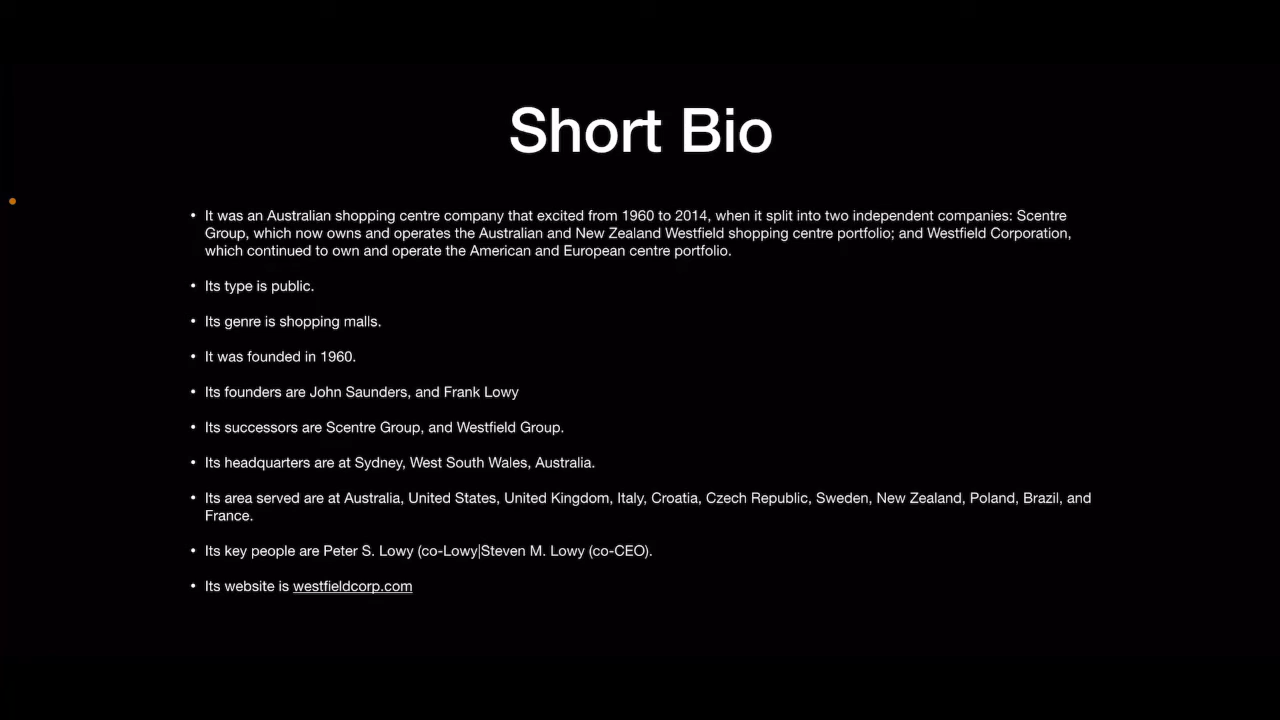 Short Bio
• It was an Australian shopping centre company that excited from 1960 to 2014, when it split into two independent companies: Scentre
Group, which now owns and operates the Australian and New Zealand Westfield shopping centre portfolio; and Westfield Corporation,
which continued to own and operate the American and European centre portfolio.
• Its type is public.
• Its genre is shopping malls.
• It was founded in 1960.
• Its founders are John Saunders, and Frank Lowy
• Its successors are Scentre Group, and Westfield Group.
• Its headquarters are at Sydney, West South Wales, Australia.
• Its area served are at Australia, United States, United Kingdom, Italy, Croatia, Czech Republic, Sweden, New Zealand, Poland, Brazil, and
France.
• Its key people are Peter S. Lowy (co-Lowy|Steven M. Lowy (co-CEO).
• Its website is westfieldcorp.com